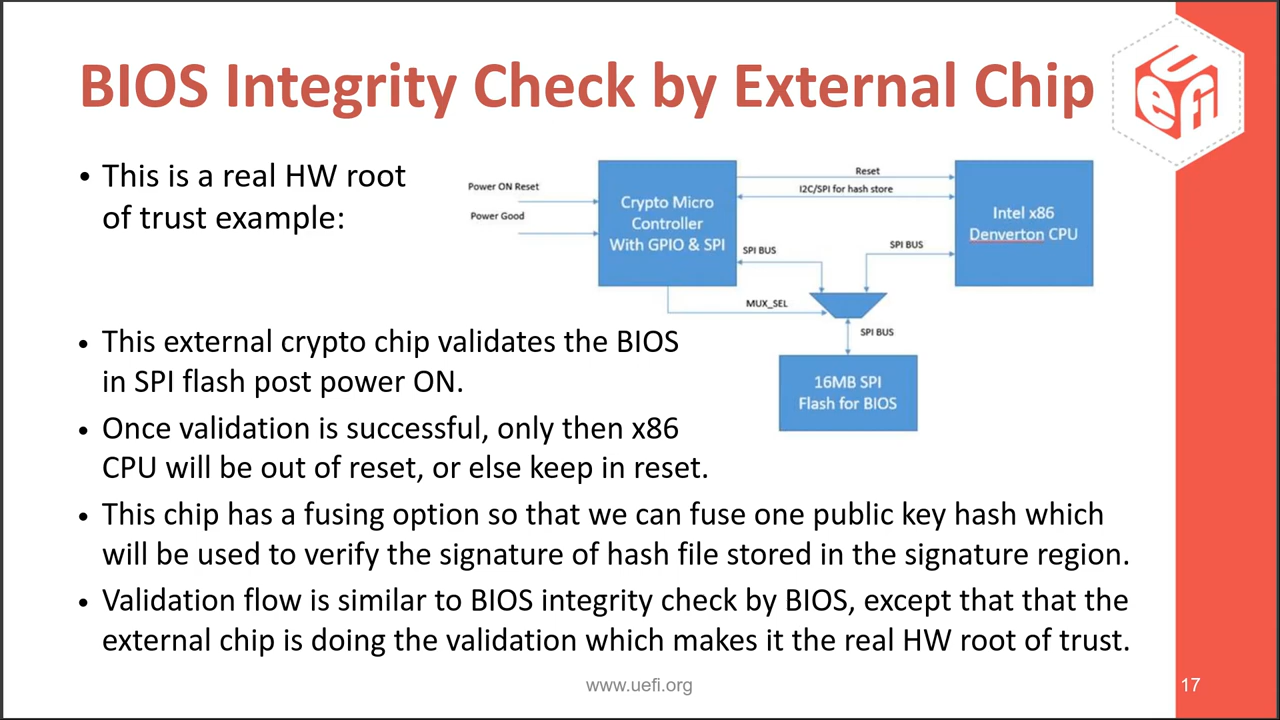 BIOS Integrity Check by External Chip
uefi
• This is a real HW root
of trust example:
Power ON Reset
Power Good
Crypto Micro
Controller
With GPIO & SPI
Reset
I2C/SPI for hash store
Intel x86
Denverton CPU
SPI BUS
SPI BUS
MUX_SEL
SPI BUS
16MB SPI
Flash for BIOS
• This external crypto chip validates the BIOS
in SPI flash post power ON.
• Once validation is successful, only then x86
CPU will be out of reset, or else keep in reset.
• This chip has a fusing option so that we can fuse one public key hash which
will be used to verify the signature of hash file stored in the signature region.
• Validation flow is similar to BIOS integrity check by BIOS, except that that the
external chip is doing the validation which makes it the real HW root of trust.
www.uefi.org
17